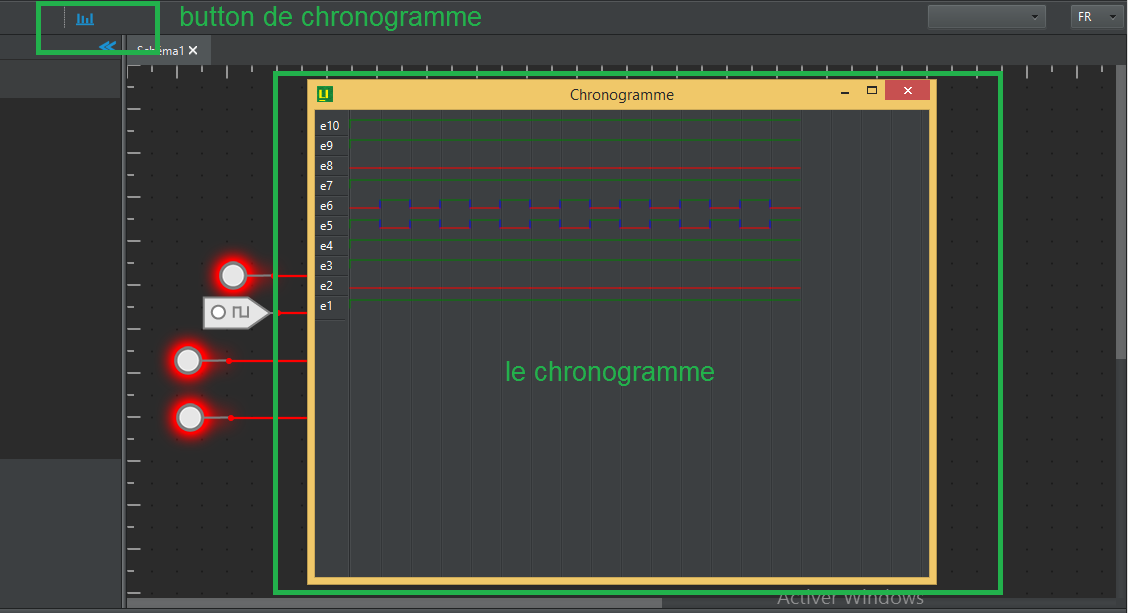 button de chronogramme
FR
Schéma1
Chronogramme
e10
e9
e8
e7
e6
e5
e4
e3
e2
e1
le chronogramme
Activer Windows